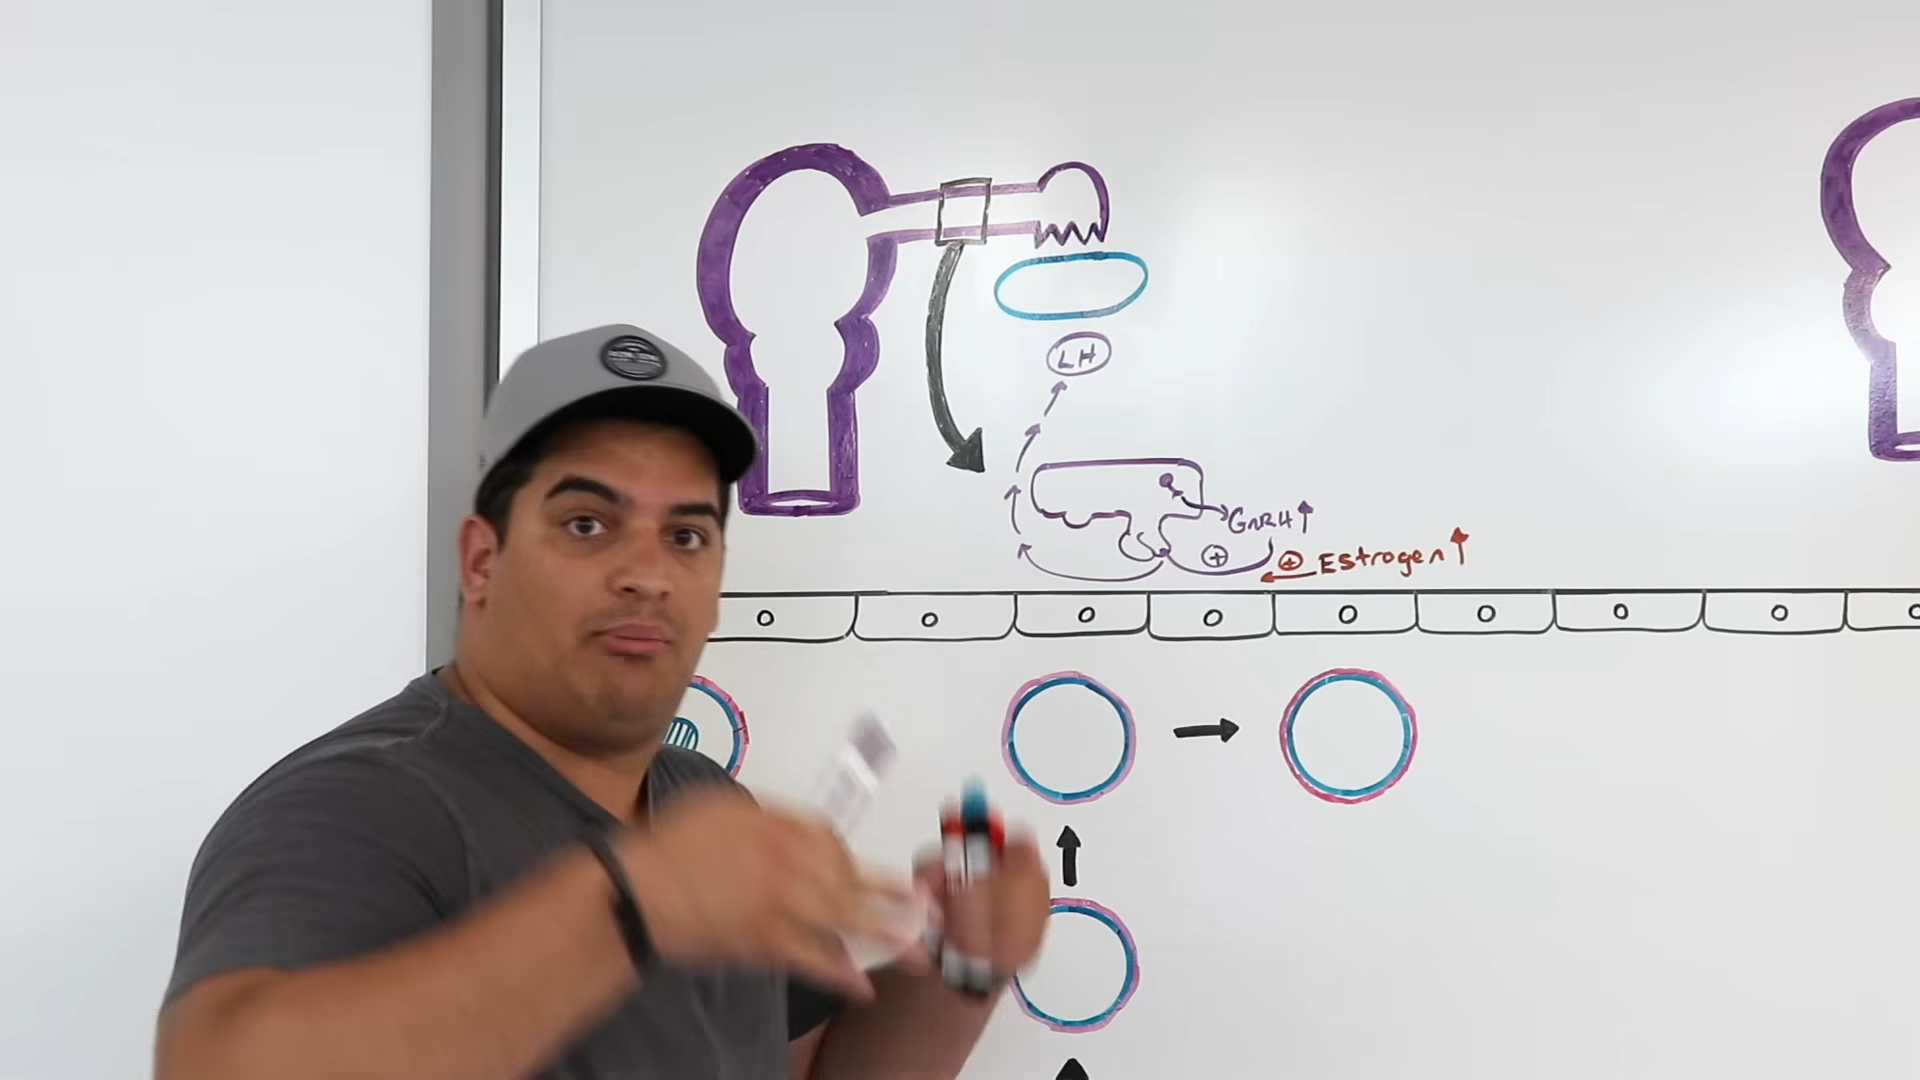 LH
GnRH↑
⊕
⊕ Estrogen↑